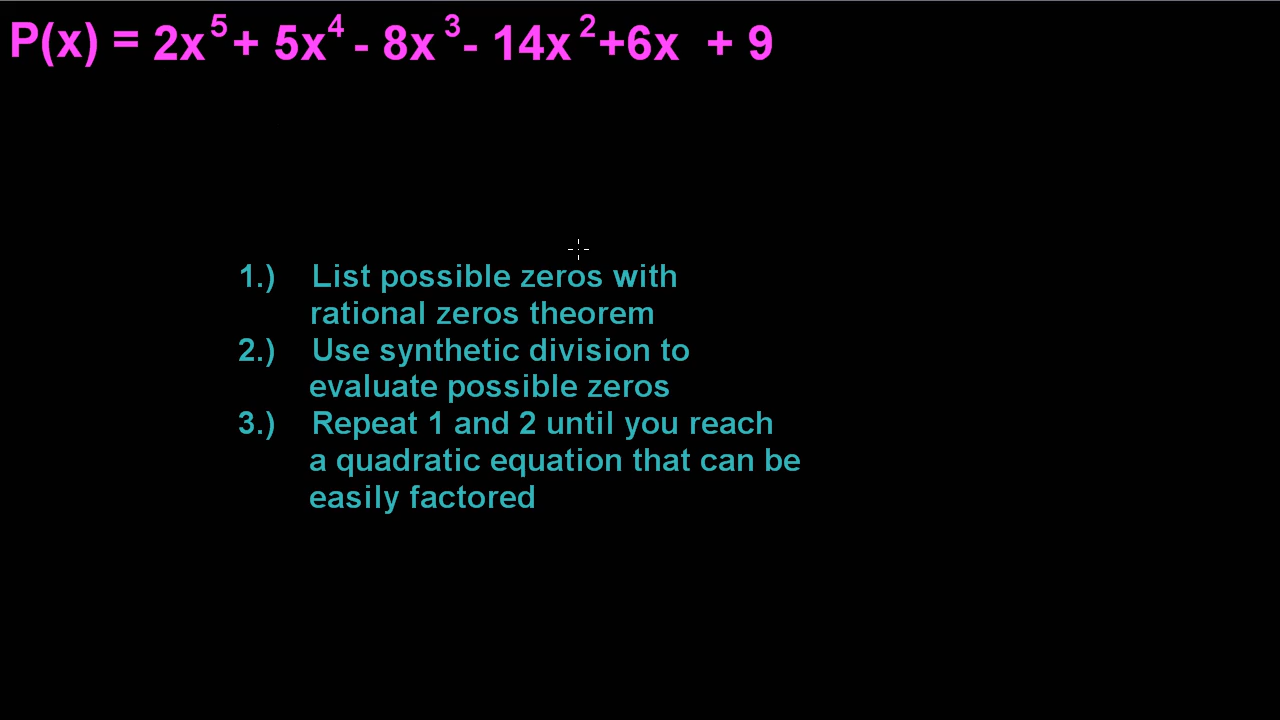 P(x) = 2x⁵+ 5x⁴ - 8x³- 14x²+6x + 9
1.) List possible zeros with
rational zeros theorem
2.) Use synthetic division to
evaluate possible zeros
3.) Repeat 1 and 2 until you reach
a quadratic equation that can be
easily factored